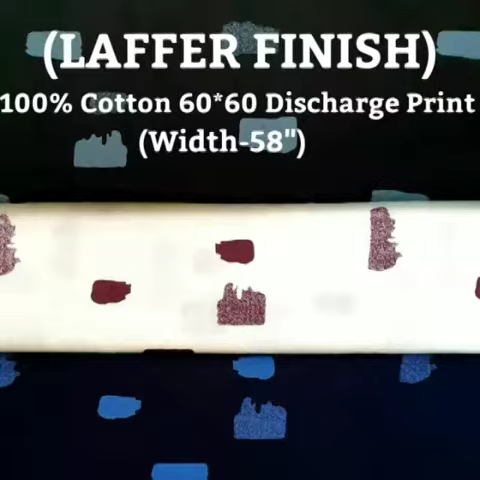 (LAFFER FINISH)
100% Cotton 60*60 Discharge Print
(Width-58")